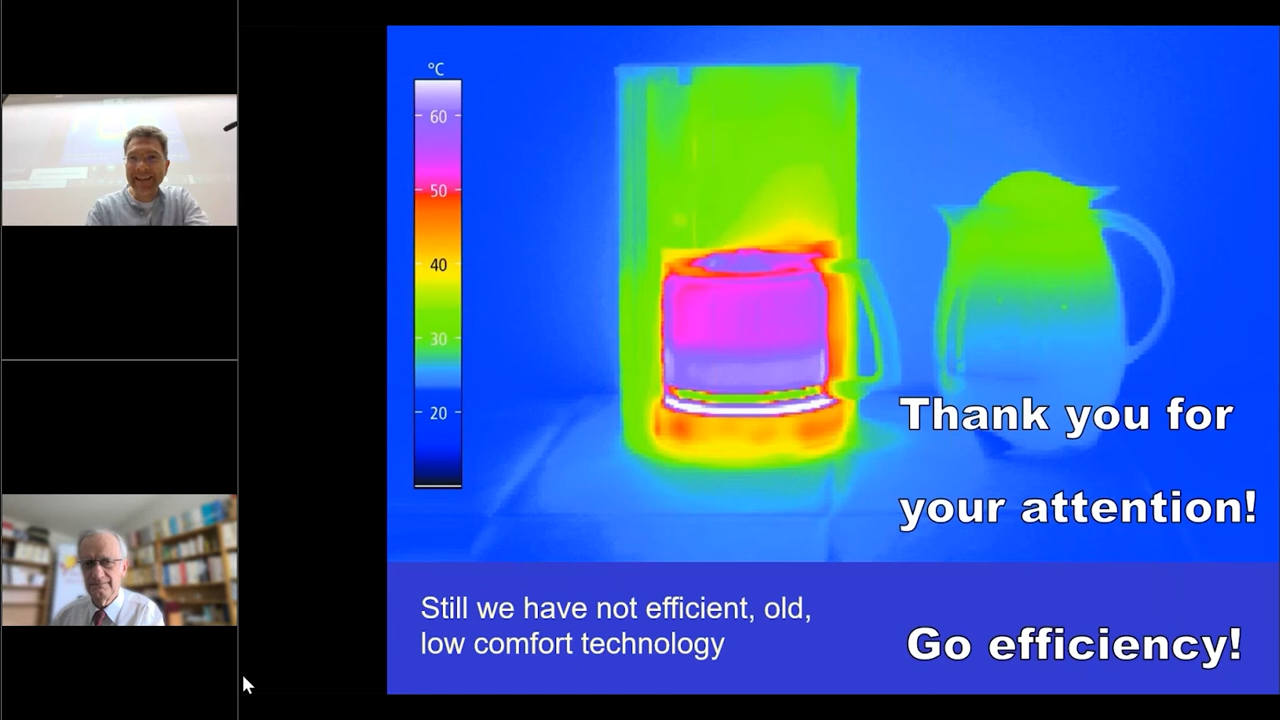 °C
60
50
40
30
20
Thank you for
your attention!
Still we have not efficient, old,
low comfort technology
Go efficiency!